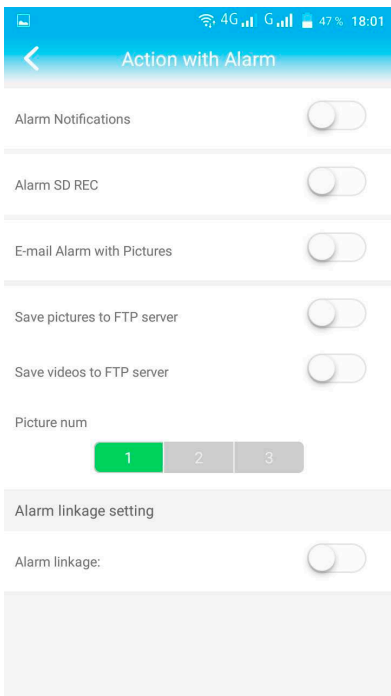 4G G 47% 18:01
Action with Alarm
Alarm Notifications
Alarm SD REC
E-mail Alarm with Pictures
Save pictures to FTP server
Save videos to FTP server
Picture num
1 2 3
Alarm linkage setting
Alarm linkage: